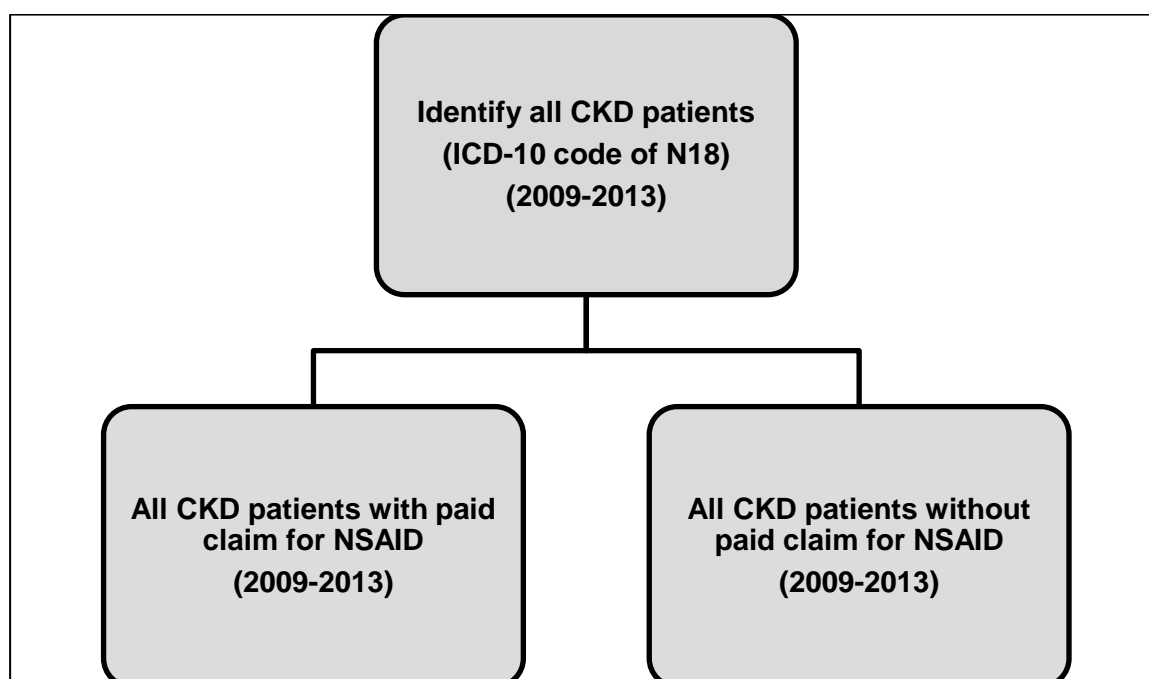 Identify all CKD patients
(ICD-10 code of N18)
(2009-2013)
All CKD patients with paid
claim for NSAID
(2009-2013)
All CKD patients without
paid claim for NSAID
(2009-2013)